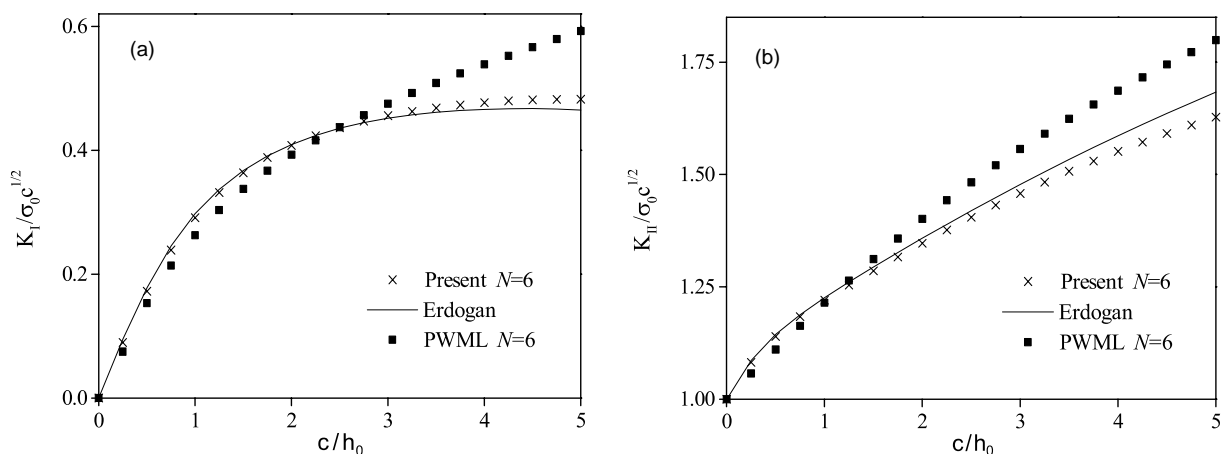 (a)
0.6
0.4
0.2
0.0
K_I/σ_0c^{1/2}
× Present N=6
Erdogan
■ PWML N=6
0 1 2 3 4 5
c/h_0
(b)
1.75
1.50
1.25
1.00
K_{II}/σ_0c^{1/2}
× Present N=6
Erdogan
■ PWML N=6
0 1 2 3 4 5
c/h_0